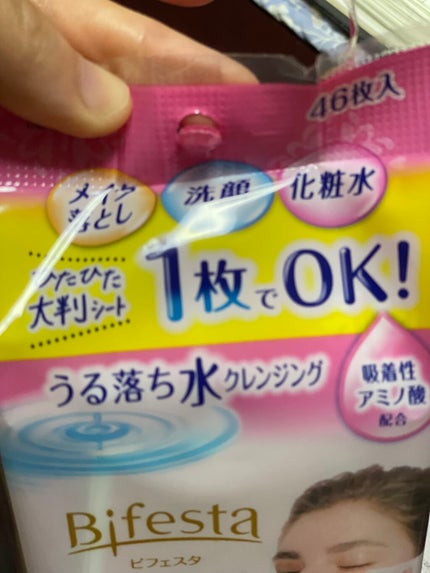 46枚入
メイク
落とし
洗顔
化粧水
ひたひた
大判シート
1枚でOK!
うる落ち水クレンジング
吸着性
アミノ酸
配合
Bifesta
ビフェスタ